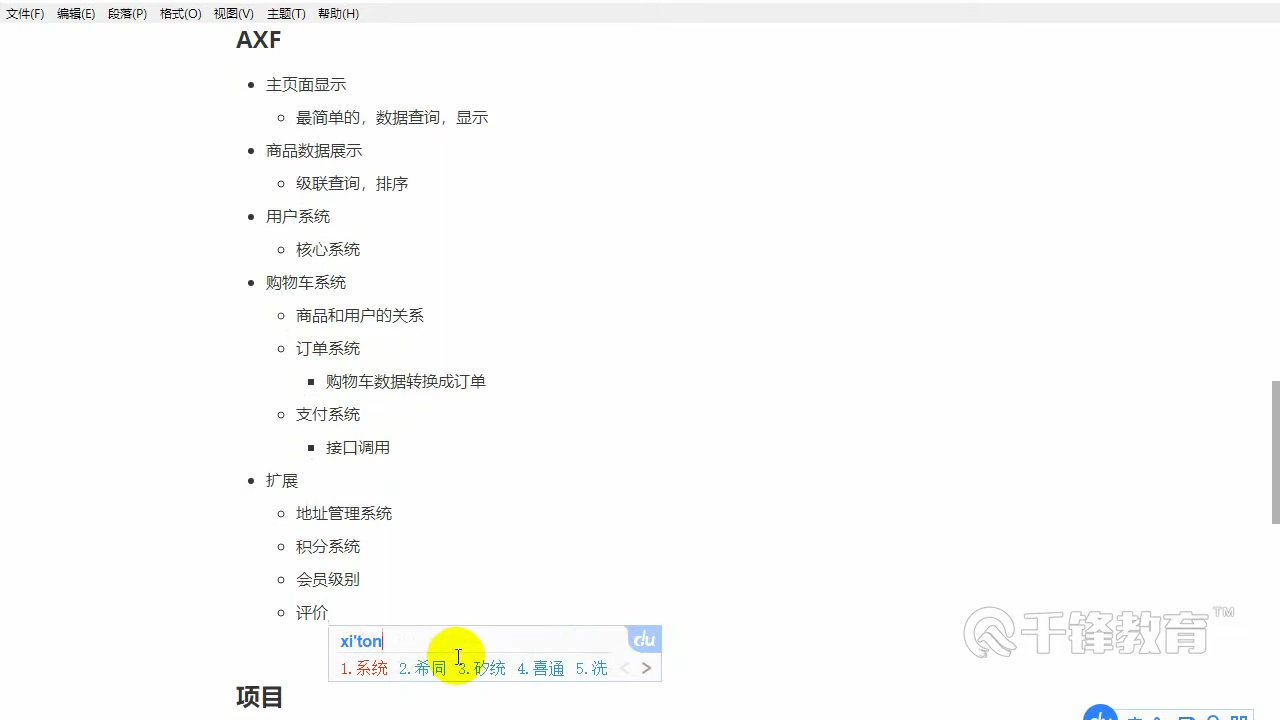 文件(F) 编辑(E) 段落(P) 格式(O) 视图(V) 主题(T) 帮助(H)
AXF
主页面显示
最简单的，数据查询，显示
商品数据展示
级联查询，排序
用户系统
核心系统
购物车系统
商品和用户的关系
订单系统
购物车数据转换成订单
支付系统
接口调用
扩展
地址管理系统
积分系统
会员级别
评价
xi'ton du
1.系统 2.希同 3.矽统 4.喜通 5.洗
千锋教育™
项目